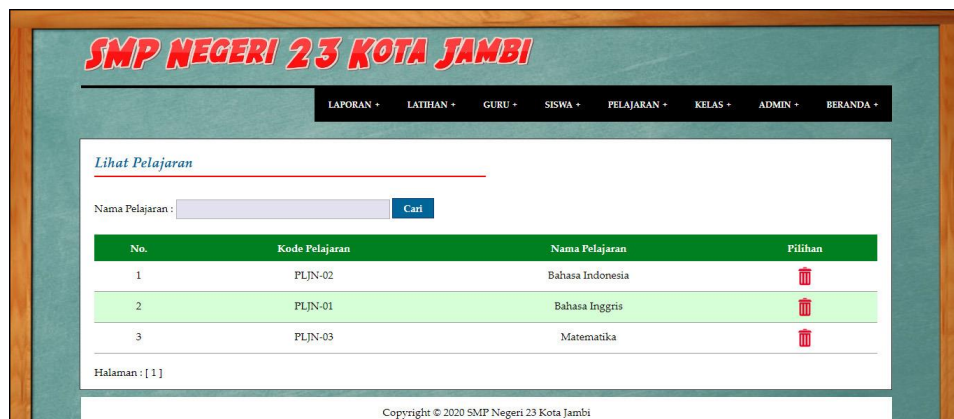 SMP NEGERI 23 KOTA JAMBI
LAPORAN + LATIHAN + GURU + SISWA + PELAJARAN + KELAS + ADMIN + BERANDA +
Lihat Pelajaran
Nama Pelajaran : Cari
No. Kode Pelajaran Nama Pelajaran Pilihan
1 PLJN-02 Bahasa Indonesia
2 PLJN-01 Bahasa Inggris
3 PLJN-03 Matematika
Halaman : [ 1 ]
Copyright © 2020 SMP Negeri 23 Kota Jambi